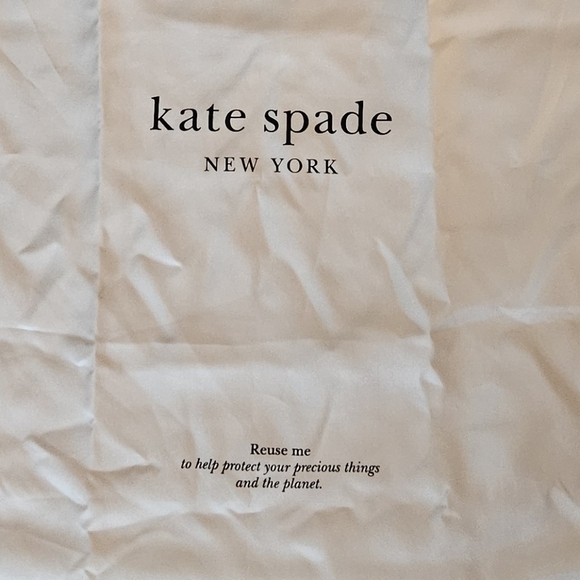 kate spade
NEW YORK
Reuse me
to help protect your precious things
and the planet.